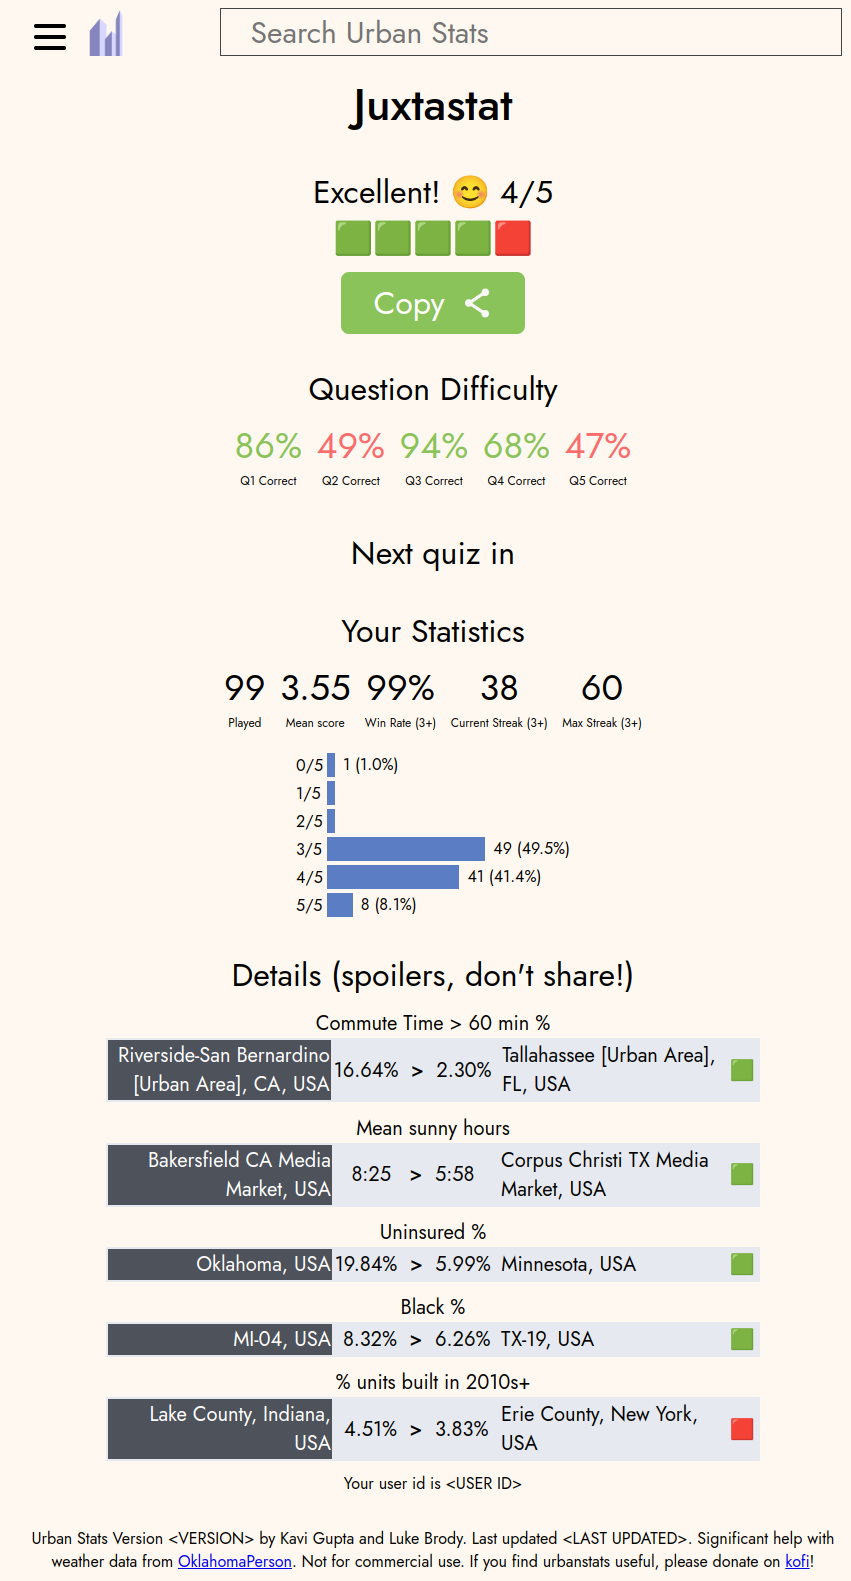 Search Urban Stats
Juxtastat
Excellent! 😊 4/5
🟩🟩🟩🟩🟥
Copy
Question Difficulty
86% 49% 94% 68% 47%
Q1 Correct Q2 Correct Q3 Correct Q4 Correct Q5 Correct
Next quiz in
Your Statistics
99 3.55 99% 38 60
Played Mean score Win Rate (3+) Current Streak (3+) Max Streak (3+)
0/5 1 (1.0%)
1/5
2/5
3/5 49 (49.5%)
4/5 41 (41.4%)
5/5 8 (8.1%)
Details (spoilers, don't share!)
Commute Time > 60 min %
Riverside-San Bernardino
[Urban Area], CA, USA
16.64% > 2.30%
Tallahassee [Urban Area],
FL, USA
🟩
Mean sunny hours
Bakersfield CA Media
Market, USA
8:25 > 5:58
Corpus Christi TX Media
Market, USA
🟩
Uninsured %
Oklahoma, USA 19.84% > 5.99% Minnesota, USA 🟩
Black %
MI-04, USA 8.32% > 6.26% TX-19, USA 🟩
% units built in 2010s+
Lake County, Indiana,
USA
4.51% > 3.83%
Erie County, New York,
USA
🟥
Your user id is <USER ID>
Urban Stats Version <VERSION> by Kavi Gupta and Luke Brody. Last updated <LAST UPDATED>. Significant help with
weather data from OklahomaPerson. Not for commercial use. If you find urbanstats useful, please donate on kofi!